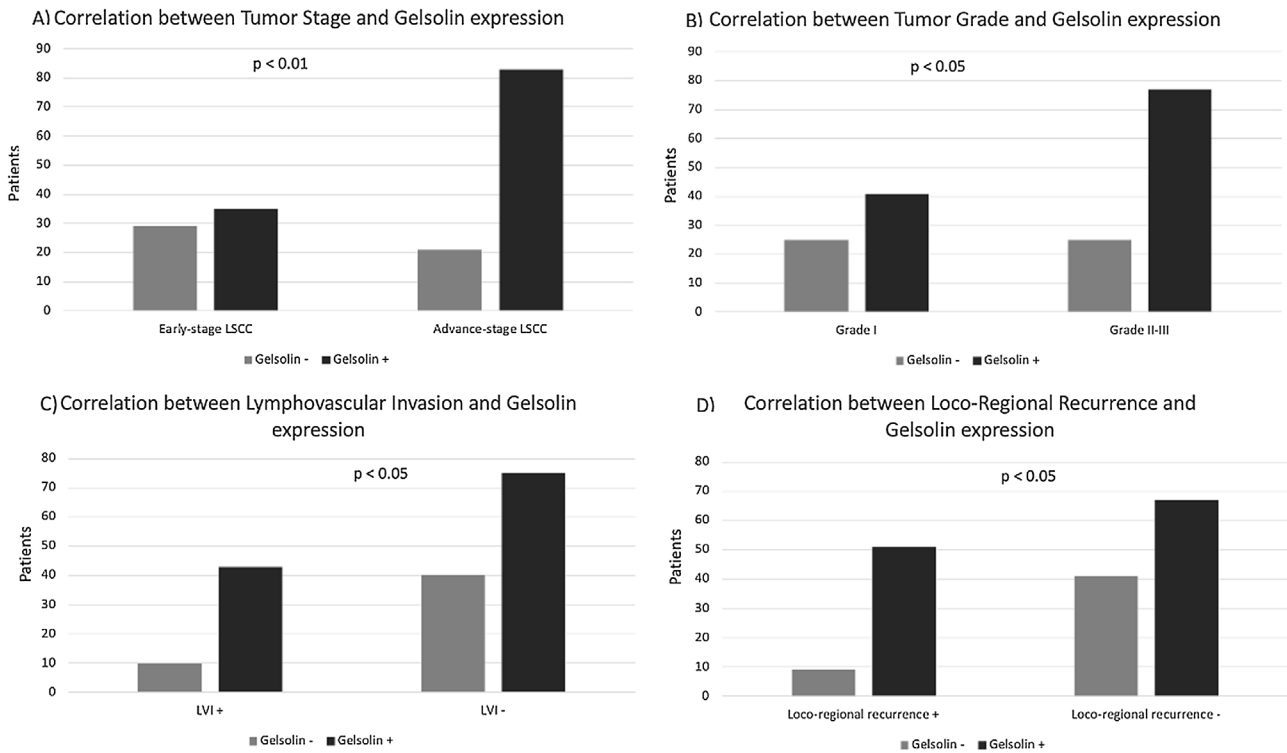 A) Correlation between Tumor Stage and Gelsolin expression
90
80
70
60
50
40
30
20
10
0
Patients
p < 0.01
Early-stage LSCC
Advance-stage LSCC
Gelsolin -
Gelsolin +
B) Correlation between Tumor Grade and Gelsolin expression
90
80
70
60
50
40
30
20
10
0
Patients
p < 0.05
Grade I
Grade II-III
Gelsolin -
Gelsolin +
C) Correlation between Lymphovascular Invasion and Gelsolin
expression
80
70
60
50
40
30
20
10
0
Patients
p < 0.05
LVI +
LVI -
Gelsolin -
Gelsolin +
D) Correlation between Loco-Regional Recurrence and
Gelsolin expression
80
70
60
50
40
30
20
10
0
Patients
p < 0.05
Loco-regional recurrence +
Loco-regional recurrence -
Gelsolin -
Gelsolin +